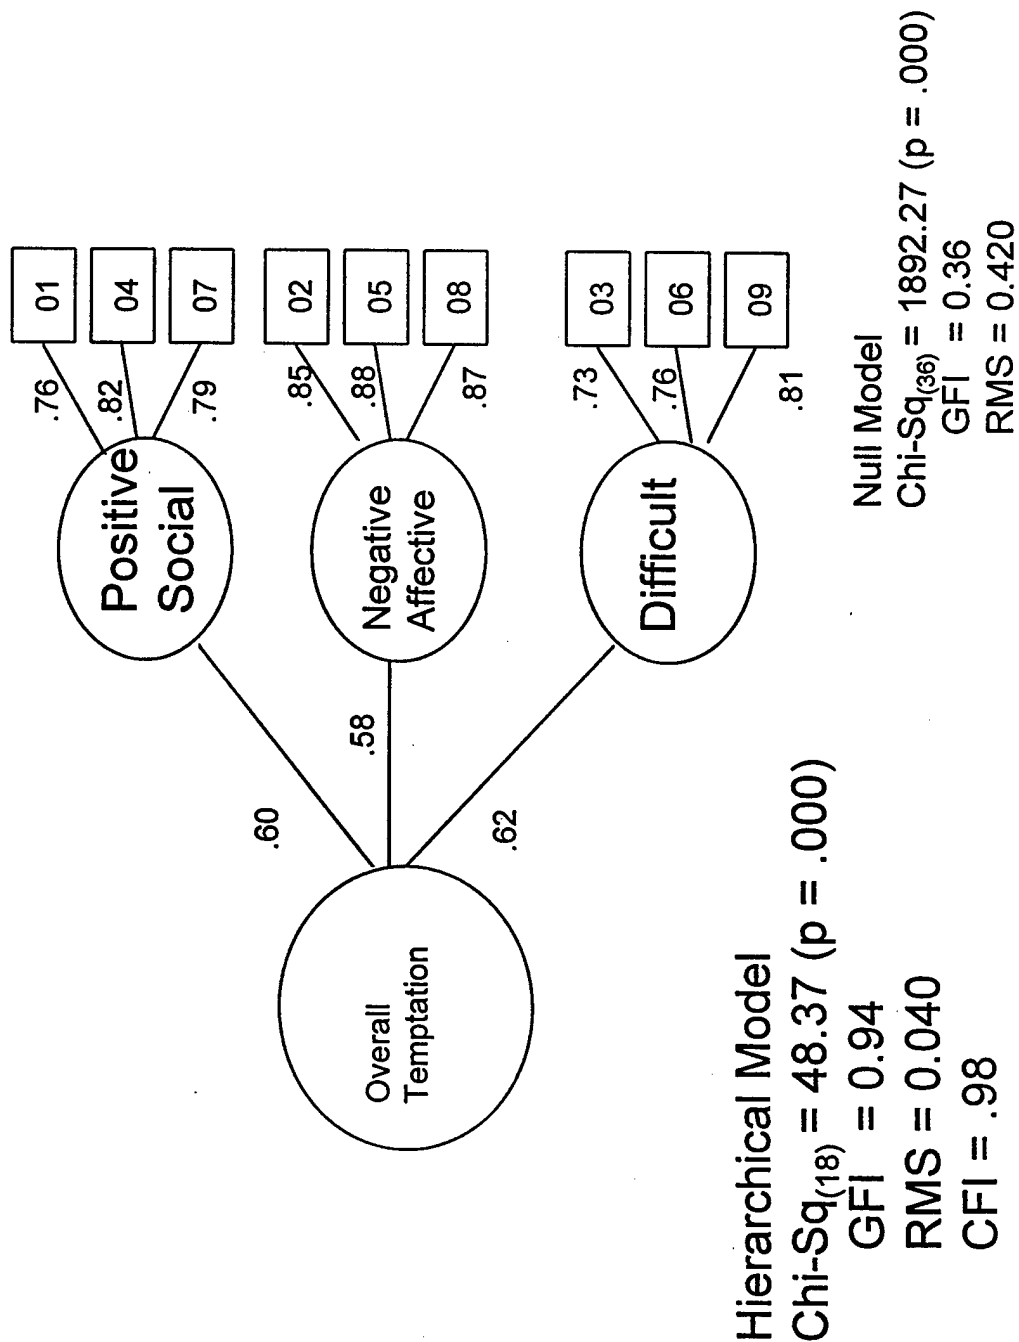 01
04
07
02
05
08
03
06
09
.76
.82
.79
.85
.88
.87
.73
.76
.81
Positive
Social
Negative
Affective
Difficult
.60
.58
.62
Overall
Temptation
Hierarchical Model
Chi-Sq(18) = 48.37 (p = .000)
GFI = 0.94
RMS = 0.040
CFI = .98
Null Model
Chi-Sq(36) = 1892.27 (p = .000)
GFI = 0.36
RMS = 0.420